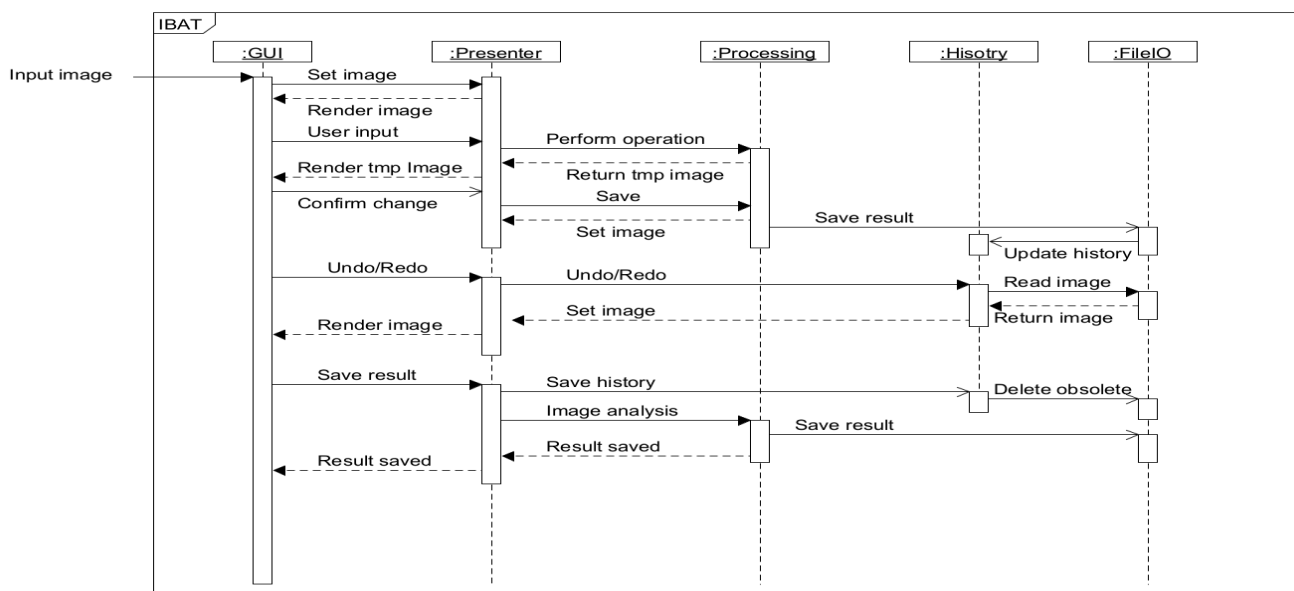 IBAT
:GUI
:Presenter
:Processing
:Hisotry
:FileIO
Input image
Set image
Render image
User input
Perform operation
Render tmp Image
Return tmp image
Confirm change
Save
Set image
Save result
Update history
Undo/Redo
Undo/Redo
Read image
Set image
Return image
Render image
Save result
Save history
Delete obsolete
Image analysis
Save result
Result saved
Result saved